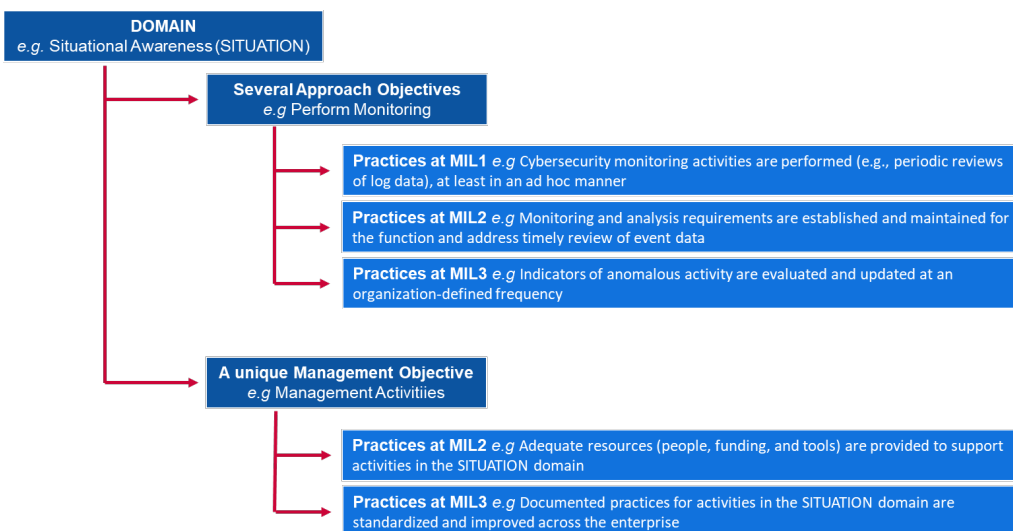 DOMAIN
e.g. Situational Awareness (SITUATION)
Several Approach Objectives
e.g Perform Monitoring
Practices at MIL1 e.g Cybersecurity monitoring activities are performed (e.g., periodic reviews
of log data), at least in an ad hoc manner
Practices at MIL2 e.g Monitoring and analysis requirements are established and maintained for
the function and address timely review of event data
Practices at MIL3 e.g Indicators of anomalous activity are evaluated and updated at an
organization-defined frequency
A unique Management Objective
e.g Management Activitiies
Practices at MIL2 e.g Adequate resources (people, funding, and tools) are provided to support
activities in the SITUATION domain
Practices at MIL3 e.g Documented practices for activities in the SITUATION domain are
standardized and improved across the enterprise